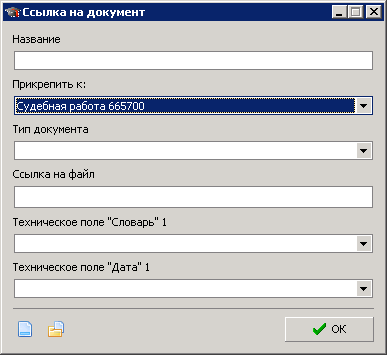 Ссылка на документ
Название
Прикрепить к:
Судебная работа 665700
Тип документа
Ссылка на файл
Техническое поле "Словарь" 1
Техническое поле "Дата" 1
OK